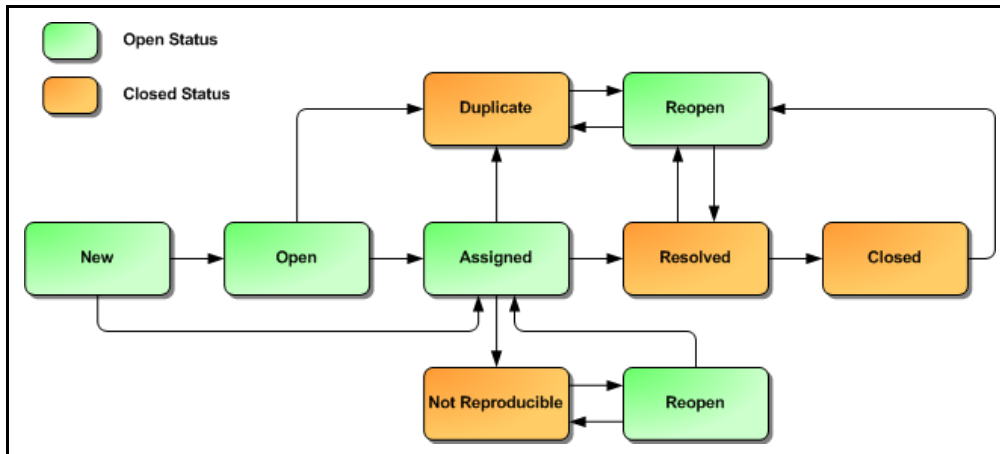 Open Status
Closed Status
Duplicate
Reopen
New
Open
Assigned
Resolved
Closed
Not Reproducible
Reopen